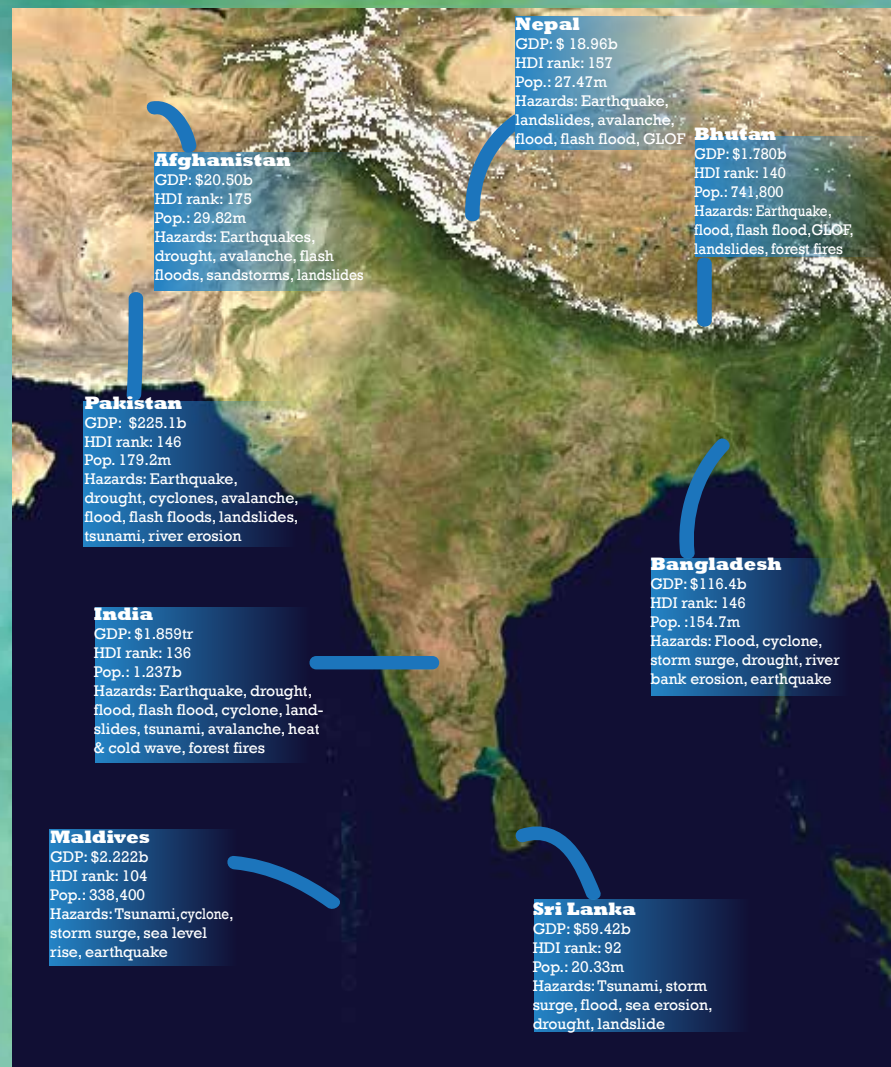 Nepal
GDP: $ 18.96b
HDI rank: 157
Pop.: 27.47m
Hazards: Earthquake,
landslides, avalanche,
flood, flash flood, GLOF
Bhutan
GDP: $1.780b
HDI rank: 140
Pop.: 741,800
Hazards: Earthquake,
flood, flash flood,GLOF,
landslides, forest fires
Afghanistan
GDP: $20.50b
HDI rank: 175
Pop.: 29.82m
Hazards: Earthquakes,
drought, avalanche, flash
floods, sandstorms, landslides
Pakistan
GDP: $225.1b
HDI rank: 146
Pop. 179.2m
Hazards: Earthquake,
drought, cyclones, avalanche,
flood, flash floods, landslides,
tsunami, river erosion
Bangladesh
GDP: $116.4b
HDI rank: 146
Pop. :154.7m
Hazards: Flood, cyclone,
storm surge, drought, river
bank erosion, earthquake
India
GDP: $1.859tr
HDI rank: 136
Pop.: 1.237b
Hazards: Earthquake, drought,
flood, flash flood, cyclone, land-
slides, tsunami, avalanche, heat
& cold wave, forest fires
Maldives
GDP: $2.222b
HDI rank: 104
Pop.: 338,400
Hazards: Tsunami,cyclone,
storm surge, sea level
rise, earthquake
Sri Lanka
GDP: $59.42b
HDI rank: 92
Pop.: 20.33m
Hazards: Tsunami, storm
surge, flood, sea erosion,
drought, landslide